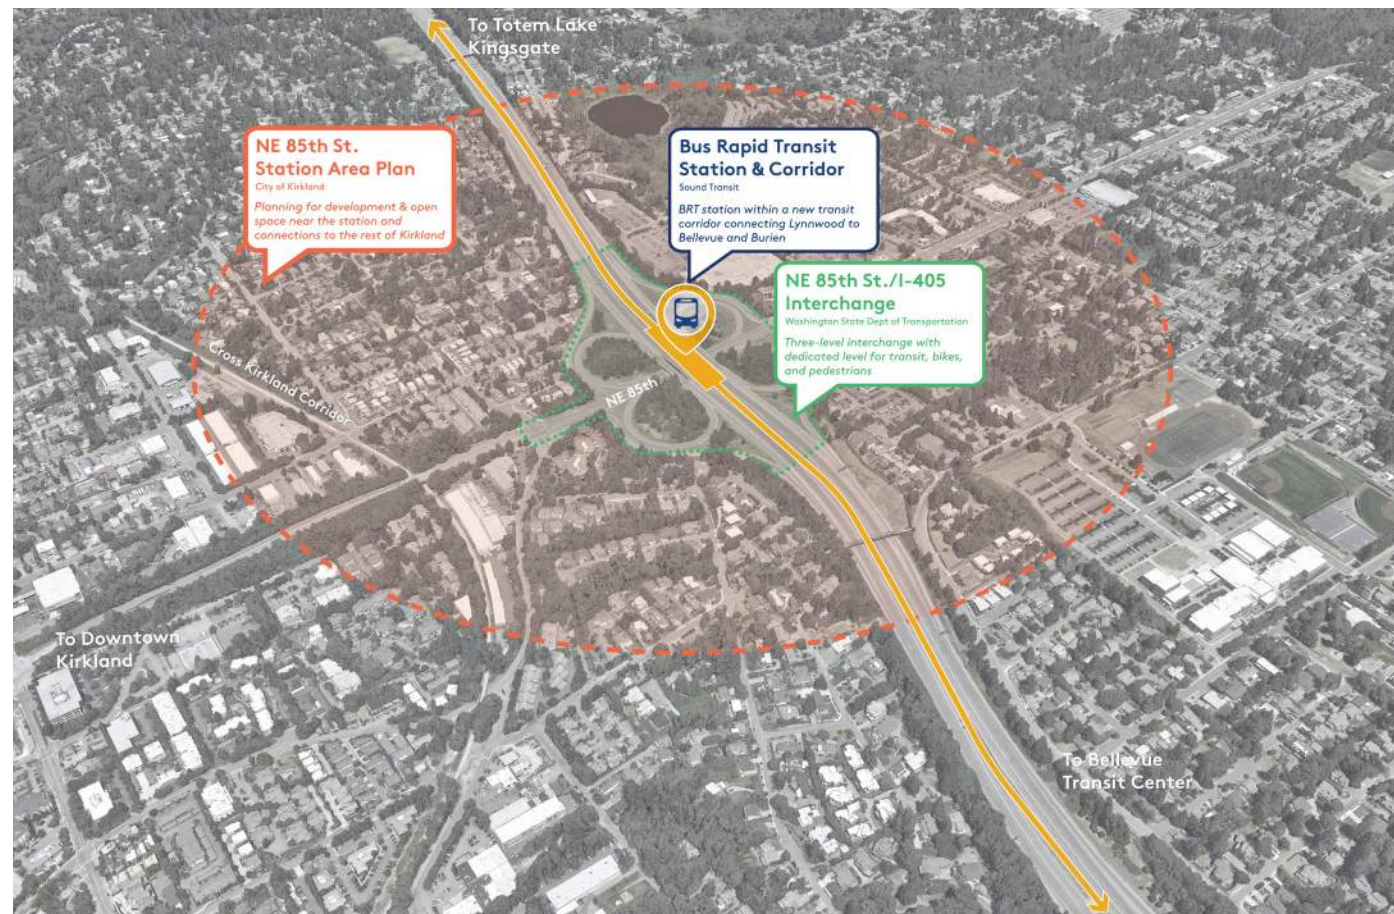 To Totem Lake
Kingsgate
NE 85th St.
Station Area Plan
City of Kirkland
Planning for development & open
space near the station and
connections to the rest of Kirkland
Bus Rapid Transit
Station & Corridor
Sound Transit
BRT station within a new transit
corridor connecting Lynnwood to
Bellevue and Burien
NE 85th St./I-405
Interchange
Washington State Dept of Transportation
Three-level interchange with
dedicated level for transit, bikes,
and pedestrians
Cross Kirkland Corridor
NE 85th
To Downtown
Kirkland
To Bellevue
Transit Center